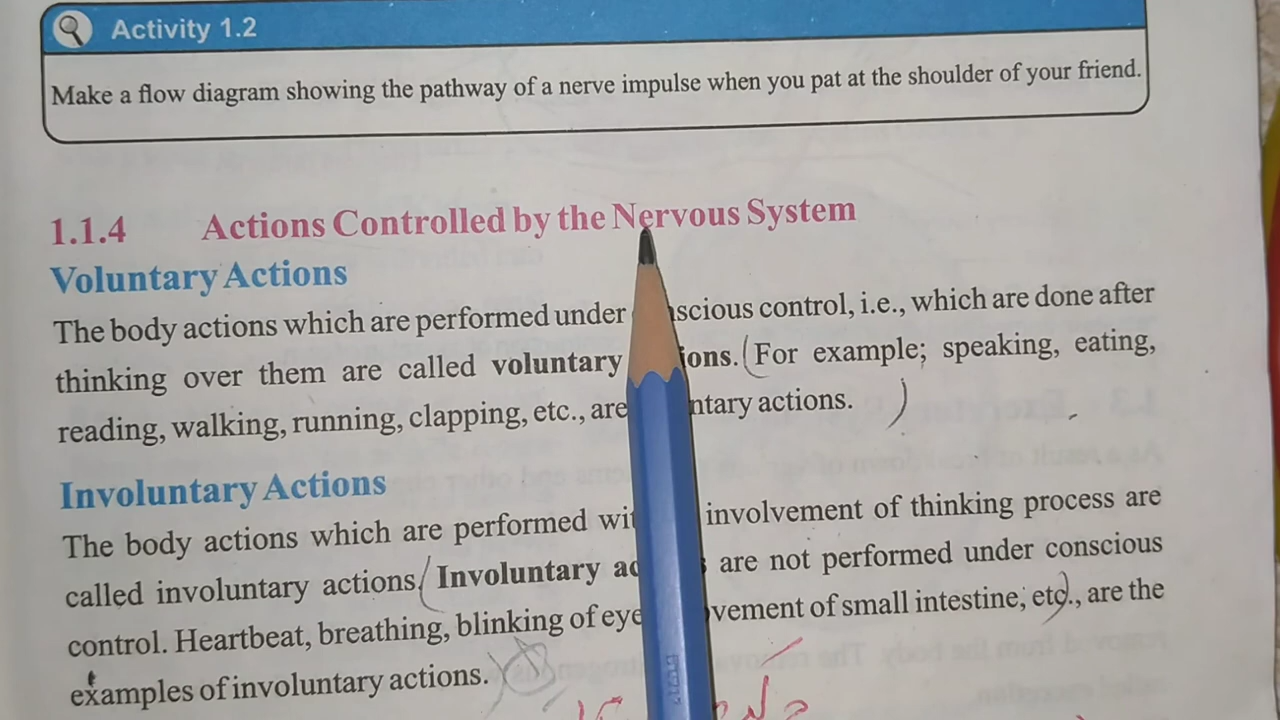 Activity 1.2
Make a flow diagram showing the pathway of a nerve impulse when you pat at the shoulder of your friend.
1.1.4 Actions Controlled by the Nervous System
Voluntary Actions
The body actions which are performed under scious control, i.e., which are done after
thinking over them are called voluntary ions. (For example; speaking, eating,
reading, walking, running, clapping, etc., are ntary actions. )
Involuntary Actions
The body actions which are performed wit involvement of thinking process are
called involuntary actions. (Involuntary ac are not performed under conscious
control. Heartbeat, breathing, blinking of eye vement of small intestine, etc)., are the
examples of involuntary actions.